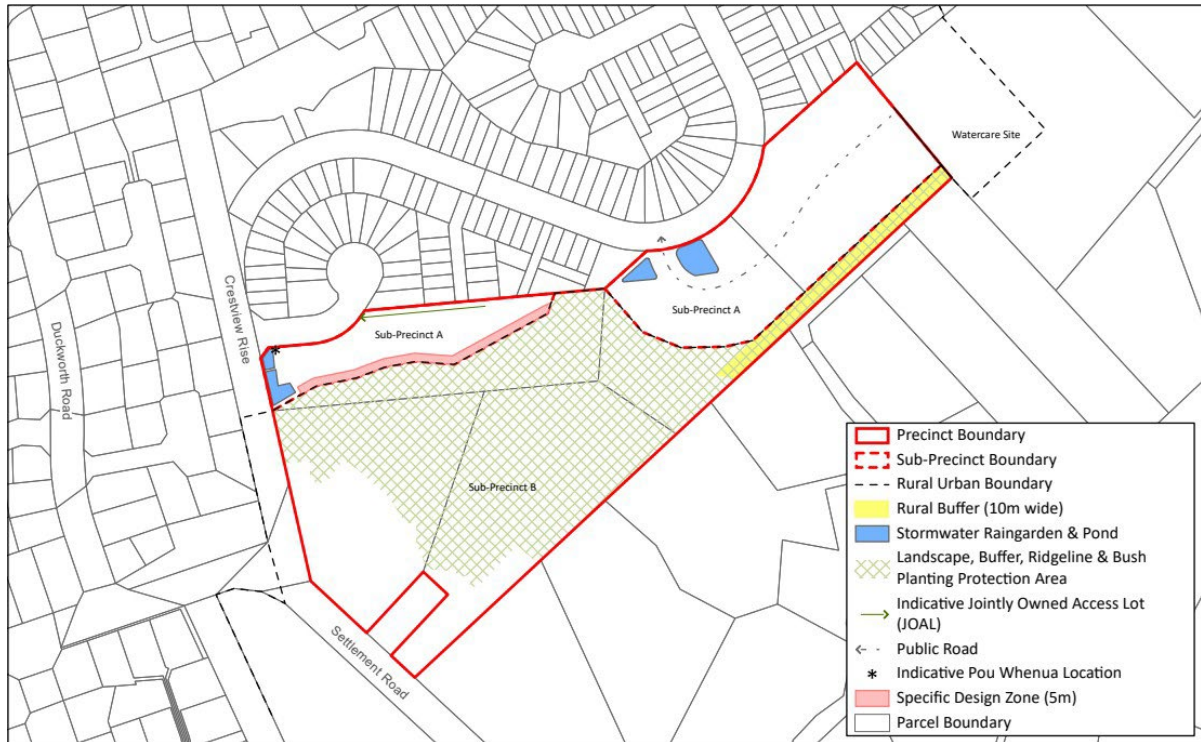 Watercare Site
Crestview Rise
Duckworth Road
Sub-Precinct A
Sub-Precinct A
Sub-Precinct B
Settlement Road
*
Precinct Boundary
Sub-Precinct Boundary
Rural Urban Boundary
Rural Buffer (10m wide)
Stormwater Raingarden & Pond
Landscape, Buffer, Ridgeline & Bush
Planting Protection Area
Indicative Jointly Owned Access Lot
(JOAL)
Public Road
* Indicative Pou Whenua Location
Specific Design Zone (5m)
Parcel Boundary